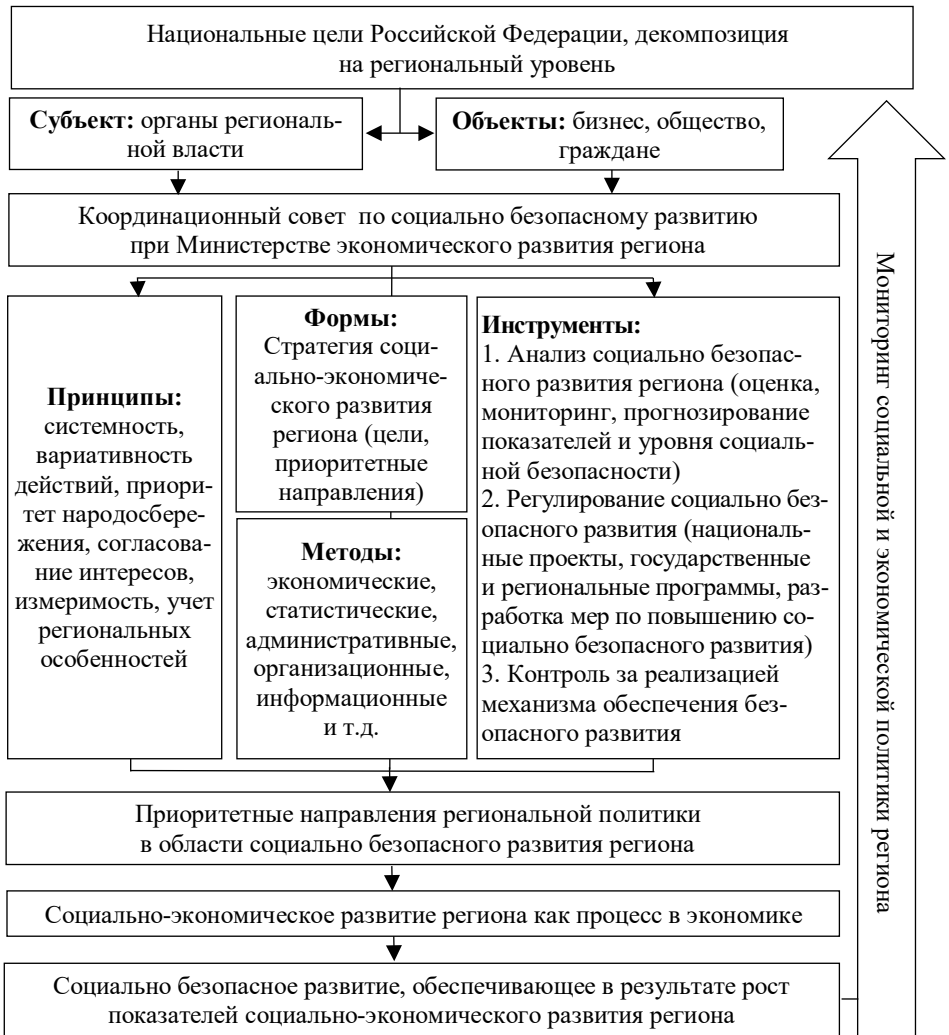 Национальные цели Российской Федерации, декомпозиция
на региональный уровень
Субъект: органы региональ-
ной власти
Объекты: бизнес, общество,
граждане
Координационный совет по социально безопасному развитию
при Министерстве экономического развития региона
Принципы:
системность,
вариативность
действий, приори-
тет народосбере-
жения, согласова-
ние интересов,
измеримость, учет
региональных
особенностей
Формы:
Стратегия соци-
ально-экономиче-
ского развития
региона (цели,
приоритетные
направления)
Методы:
экономические,
статистические,
административные,
организационные,
информационные
и т.д.
Инструменты:
1. Анализ социально безопас-
ного развития региона (оценка,
мониторинг, прогнозирование
показателей и уровня социаль-
ной безопасности)
2. Регулирование социально без-
опасного развития (националь-
ные проекты, государственные
и региональные программы, раз-
работка мер по повышению со-
циально безопасного развития)
3. Контроль за реализацией
механизма обеспечения без-
опасного развития
Приоритетные направления региональной политики
в области социально безопасного развития региона
Социально-экономическое развитие региона как процесс в экономике
Социально безопасное развитие, обеспечивающее в результате рост
показателей социально-экономического развития региона
Мониторинг социальной и экономической политики региона